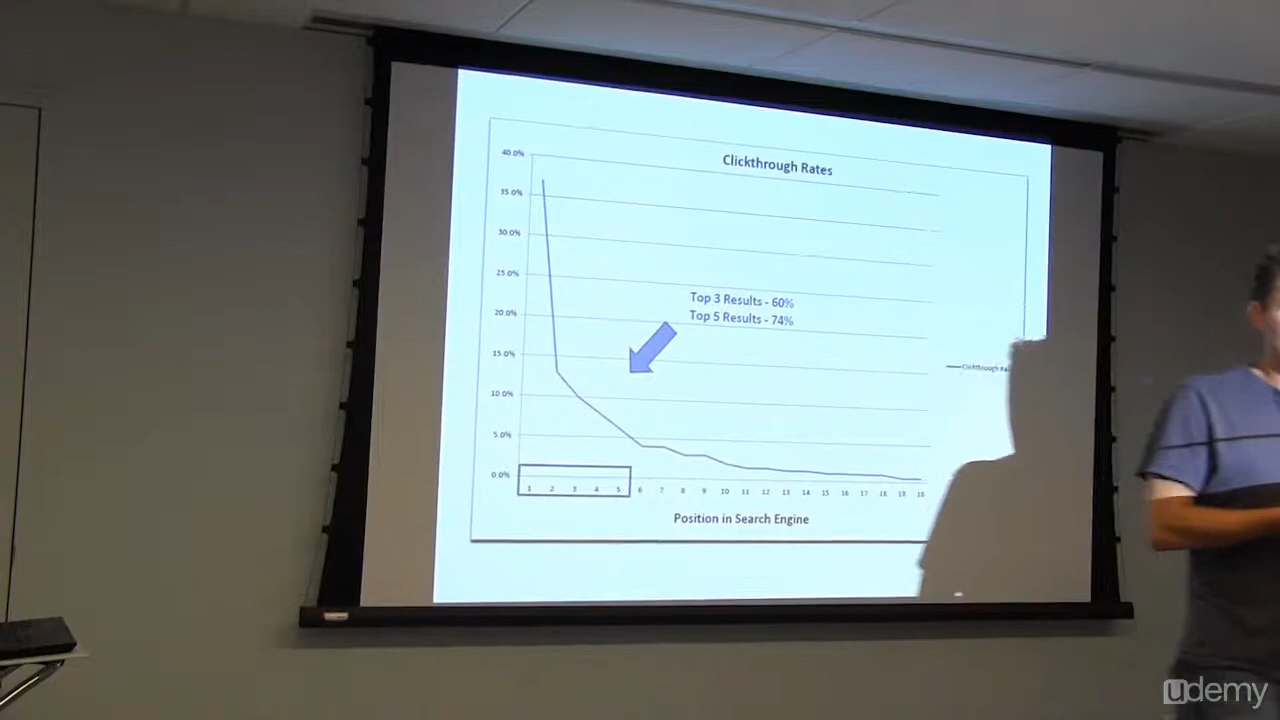 Clickthrough Rates
40.0%
35.0%
30.0%
25.0%
20.0%
15.0%
10.0%
5.0%
0.0%
Top 3 Results - 60%
Top 5 Results - 74%
Clickthrough
1 2 3 4 5 6 7 8 9 10 11 12 13 14 15 16 17 18 19
Position in Search Engine
udemy